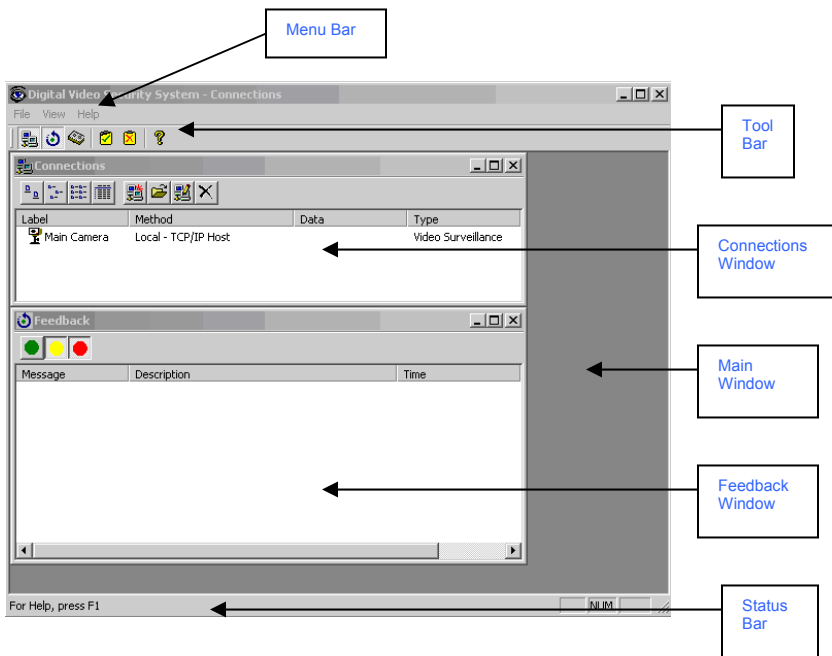 Menu Bar
Digital Video Security System - Connections
File View Help
Tool
Bar
Connections
Label Method Data Type
Main Camera Local - TCP/IP Host Video Surveillance
Connections
Window
Feedback
Message Description Time
Main
Window
Feedback
Window
For Help, press F1 NUM
Status
Bar